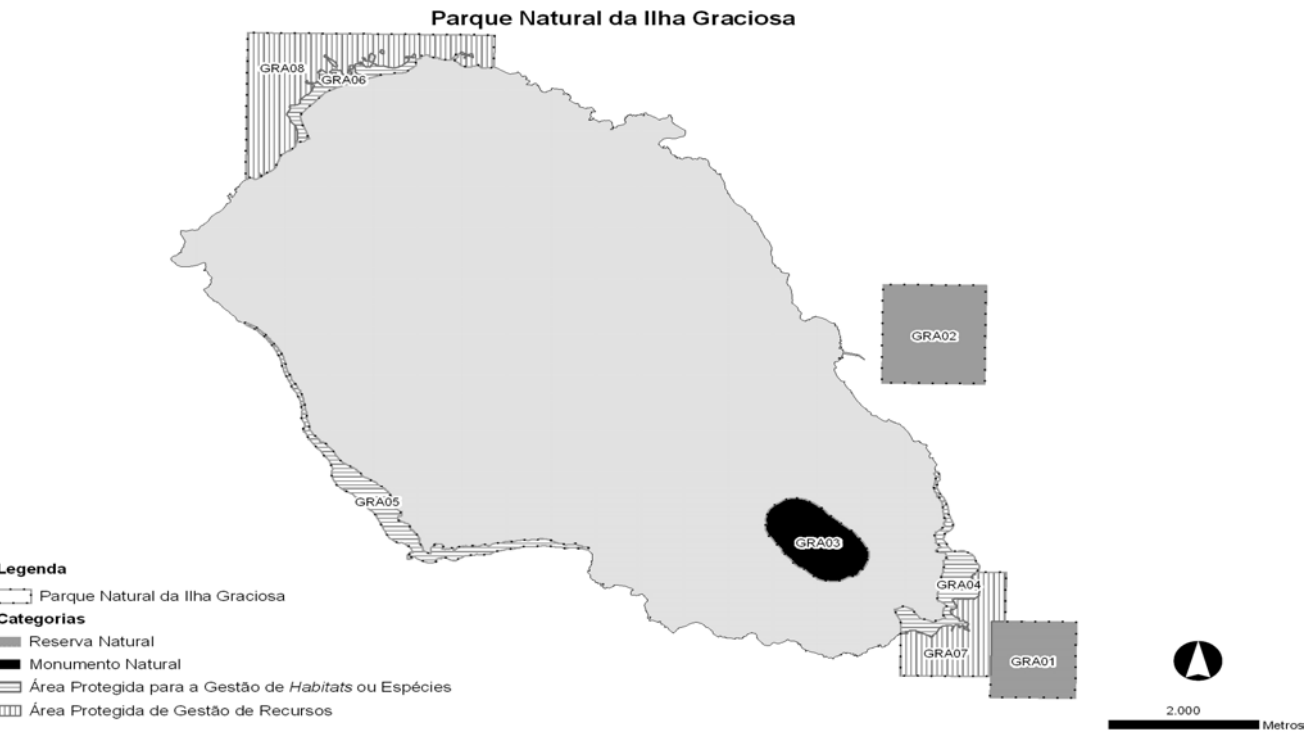 Parque Natural da Ilha Graciosa
GRA08
GRA06
GRA02
GRA05
GRA03
GRA04
GRA07
GRA01
Legenda
Parque Natural da Ilha Graciosa
Categorias
Reserva Natural
Monumento Natural
Área Protegida para a Gestão de Habitats ou Espécies
Área Protegida de Gestão de Recursos
2.000
Metros